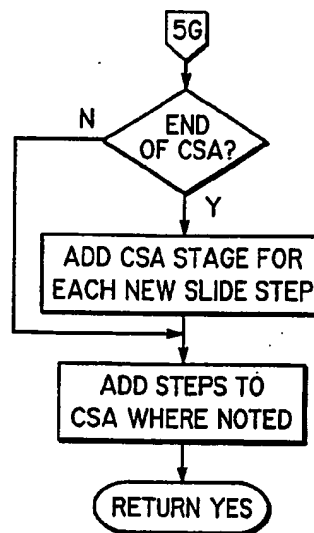 5G
N
END
OF CSA?
Y
ADD CSA STAGE FOR
EACH NEW SLIDE STEP
ADD STEPS TO
CSA WHERE NOTED
RETURN YES